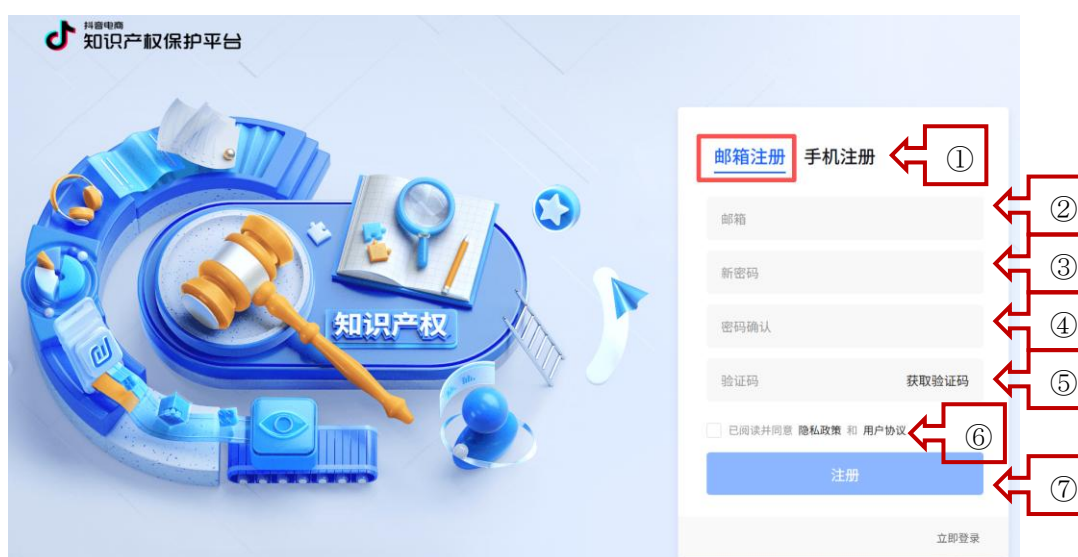 抖音电商
知识产权保护平台
邮箱注册 手机注册 ①
邮箱 ②
新密码 ③
密码确认 ④
验证码 获取验证码 ⑤
已阅读并同意 隐私政策 和 用户协议 ⑥
注册 ⑦
立即登录
知识产权